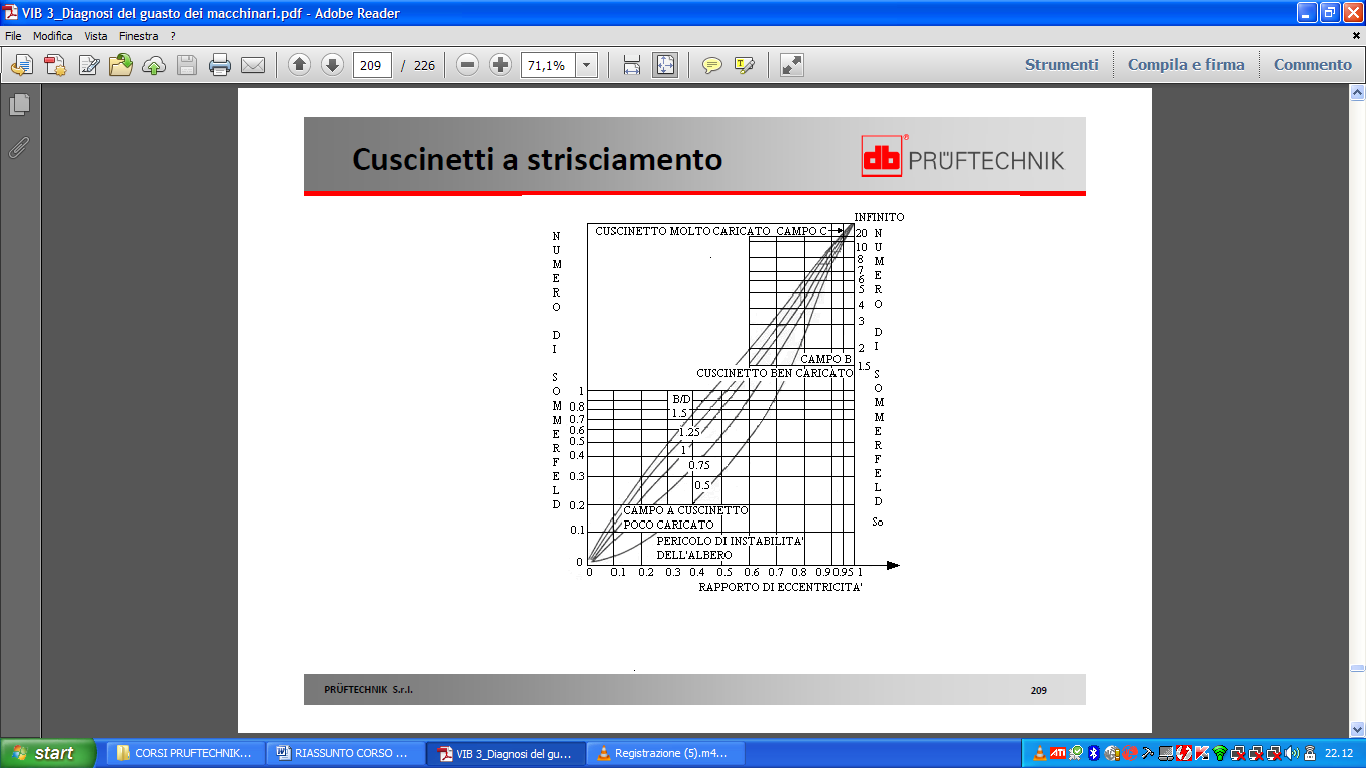 VIB 3_Diagnosi del guasto dei macchinari.pdf - Adobe Reader
File Modifica Vista Finestra ?
209 / 226 71,1% Strumenti Compila e firma Commento
Cuscinetti a strisciamento
db® PRÜFTECHNIK
INFINITO
CUSCINETTO MOLTO CARICATO CAMPO C
NUMERO DI SOMMERFELD
20
10
8
7
6
5
4
3
2
1.5
NUMERO DI SOMMERFELD So
CAMPO B
CUSCINETTO BEN CARICATO
1
0.8
0.7
0.6
0.5
0.4
0.3
0.2
0.1
0
B/D
1.5
1.25
1
0.75
0.5
CAMPO A CUSCINETTO
POCO CARICATO
PERICOLO DI INSTABILITA'
DELL'ALBERO
0 0.1 0.2 0.3 0.4 0.5 0.6 0.7 0.8 0.9 0.95 1
RAPPORTO DI ECCENTRICITA'
PRÜFTECHNIK S.r.l. 209
start CORSI PRUFTECHNIK... RIASSUNTO CORSO ... VIB 3_Diagnosi del gu... Registrazione (5).m4... 22.12